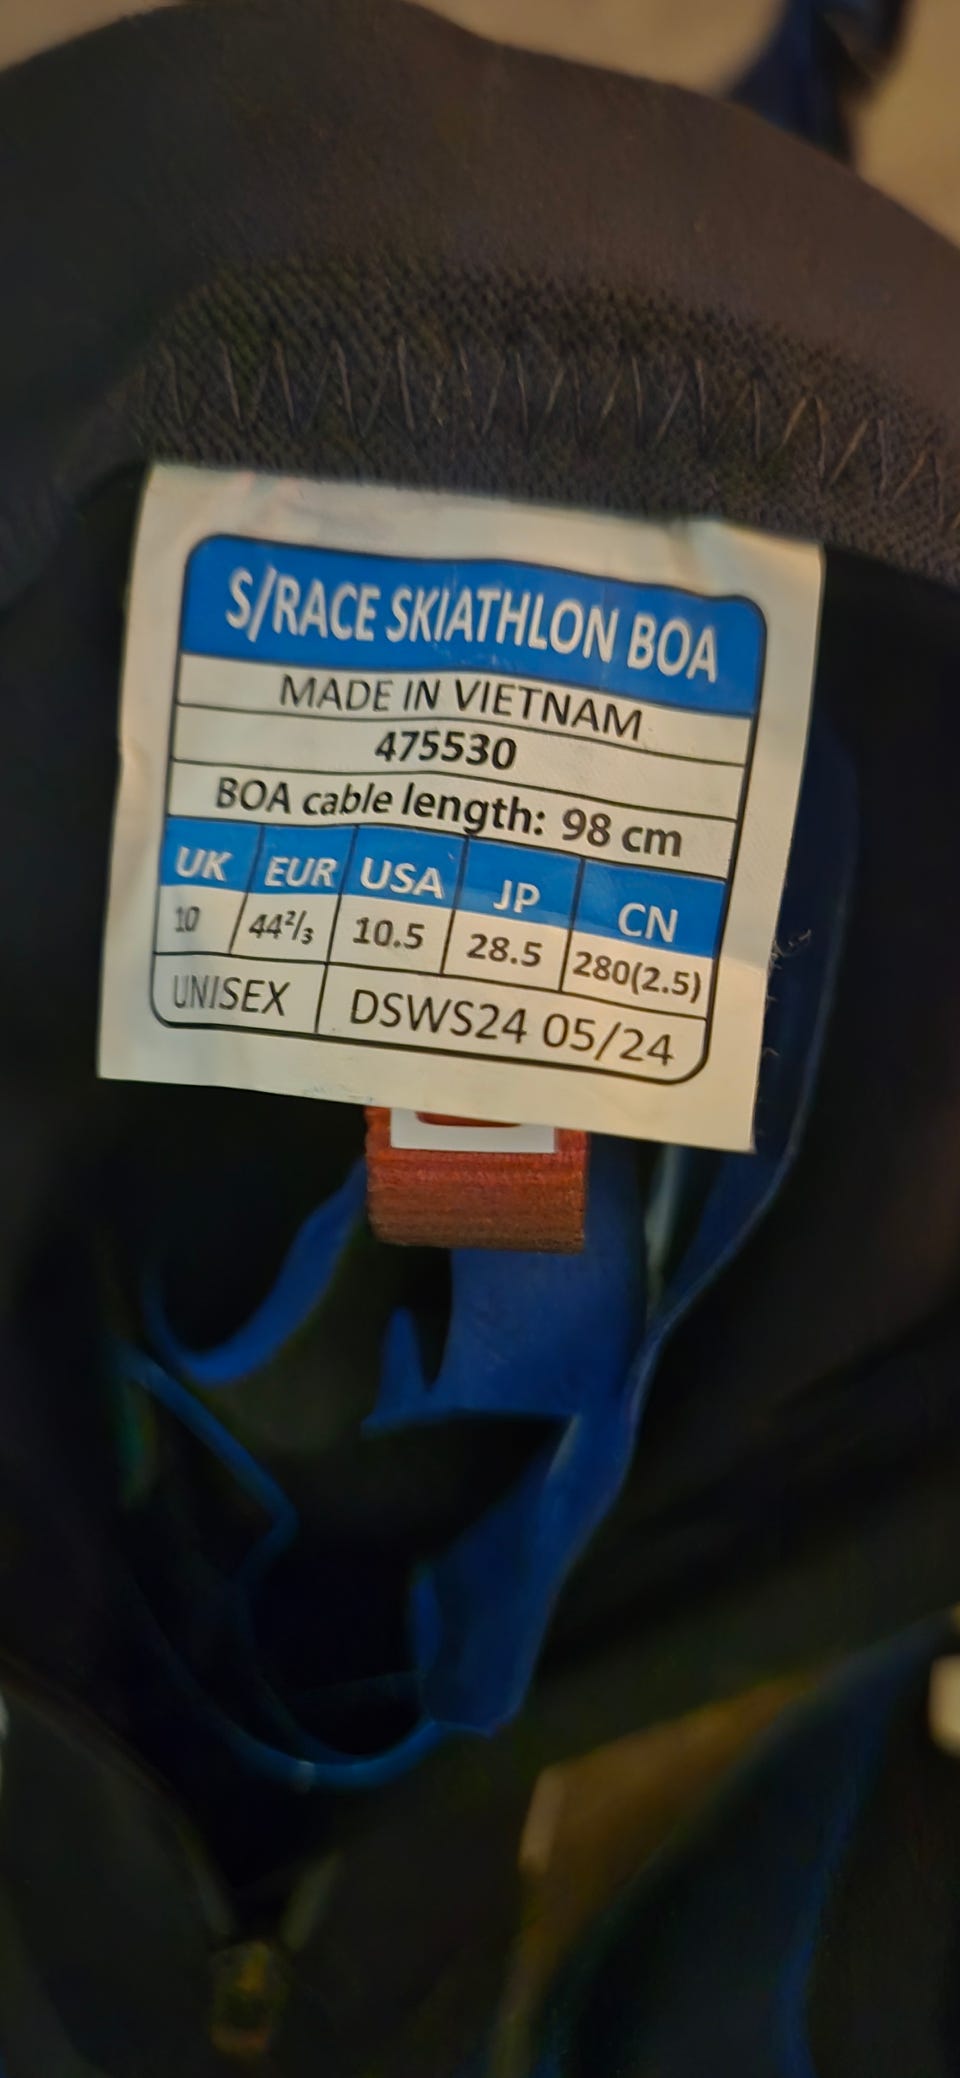 S/RACE SKIATHLON BOA
MADE IN VIETNAM
475530
BOA cable length: 98 cm
UK EUR USA JP CN
10 44²/₃ 10.5 28.5 280(2.5)
UNISEX DSWS24 05/24